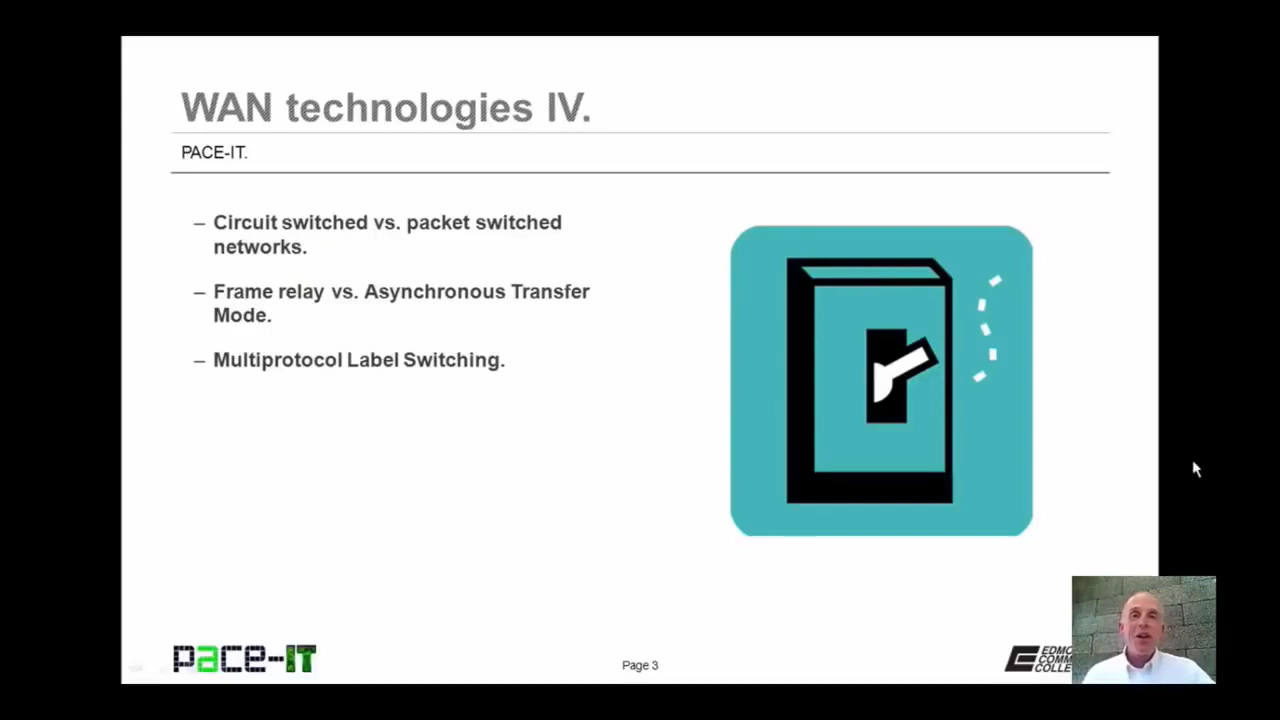 WAN technologies IV.
PACE-IT.
– Circuit switched vs. packet switched
networks.
– Frame relay vs. Asynchronous Transfer
Mode.
– Multiprotocol Label Switching.
pace-IT
Page 3